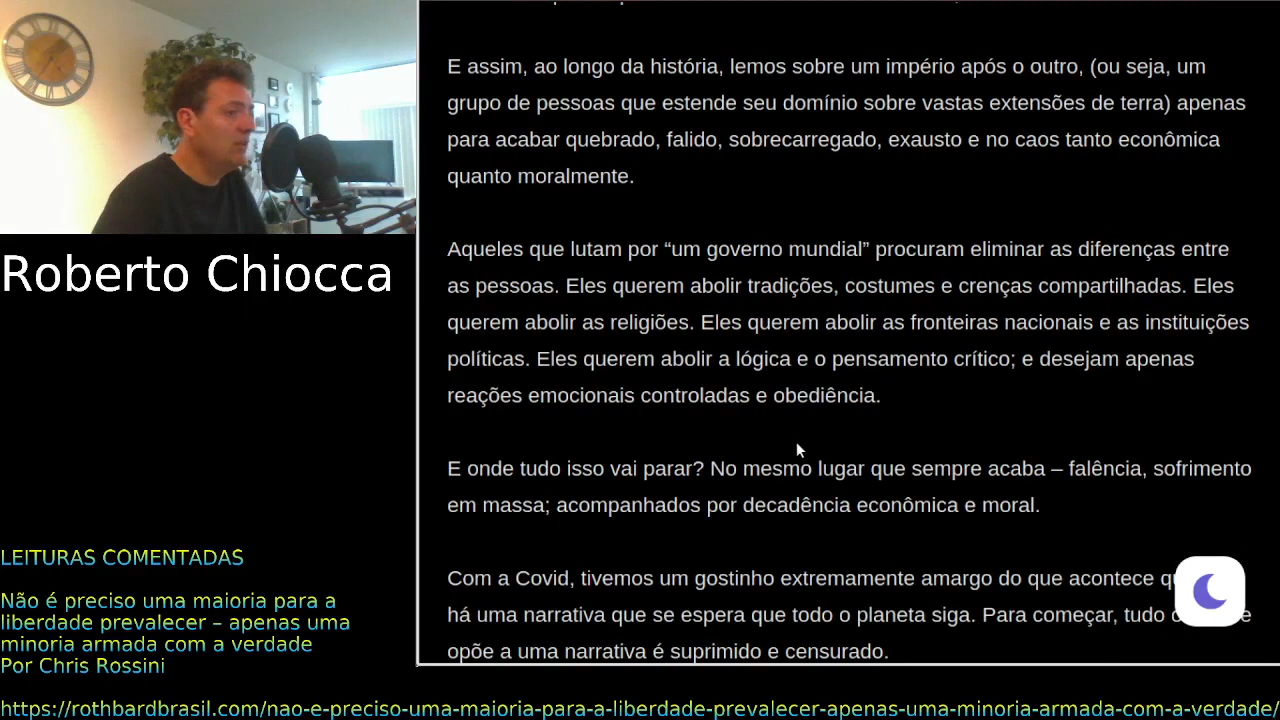 E assim, ao longo da história, lemos sobre um império após o outro, (ou seja, um
grupo de pessoas que estende seu domínio sobre vastas extensões de terra) apenas
para acabar quebrado, falido, sobrecarregado, exausto e no caos tanto econômica
quanto moralmente.
Aqueles que lutam por “um governo mundial” procuram eliminar as diferenças entre
as pessoas. Eles querem abolir tradições, costumes e crenças compartilhadas. Eles
querem abolir as religiões. Eles querem abolir as fronteiras nacionais e as instituições
políticas. Eles querem abolir a lógica e o pensamento crítico; e desejam apenas
reações emocionais controladas e obediência.
E onde tudo isso vai parar? No mesmo lugar que sempre acaba – falência, sofrimento
em massa; acompanhados por decadência econômica e moral.
Com a Covid, tivemos um gostinho extremamente amargo do que acontece
há uma narrativa que se espera que todo o planeta siga. Para começar, tudo
opõe a uma narrativa é suprimido e censurado.
Roberto Chiocca
LEITURAS COMENTADAS
Não é preciso uma maioria para a
liberdade prevalecer – apenas uma
minoria armada com a verdade
Por Chris Rossini
https://rothbardbrasil.com/nao-e-preciso-uma-maioria-para-a-liberdade-prevalecer-apenas-uma-minoria-armada-com-a-verdade/